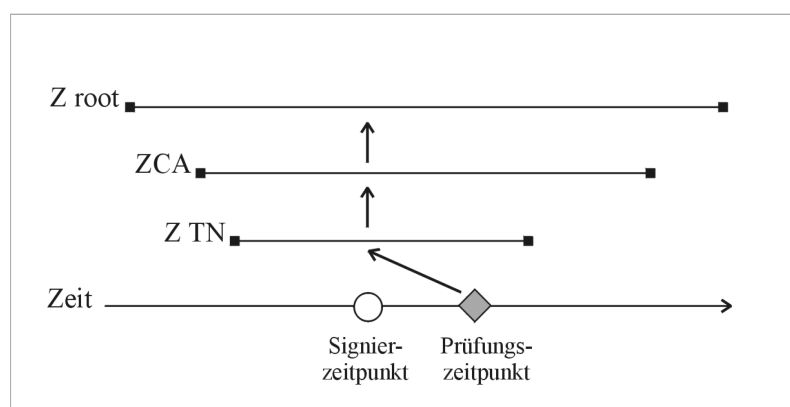 Z root
ZCA
Z TN
Zeit
Signier-
zeitpunkt
Prüfungs-
zeitpunkt